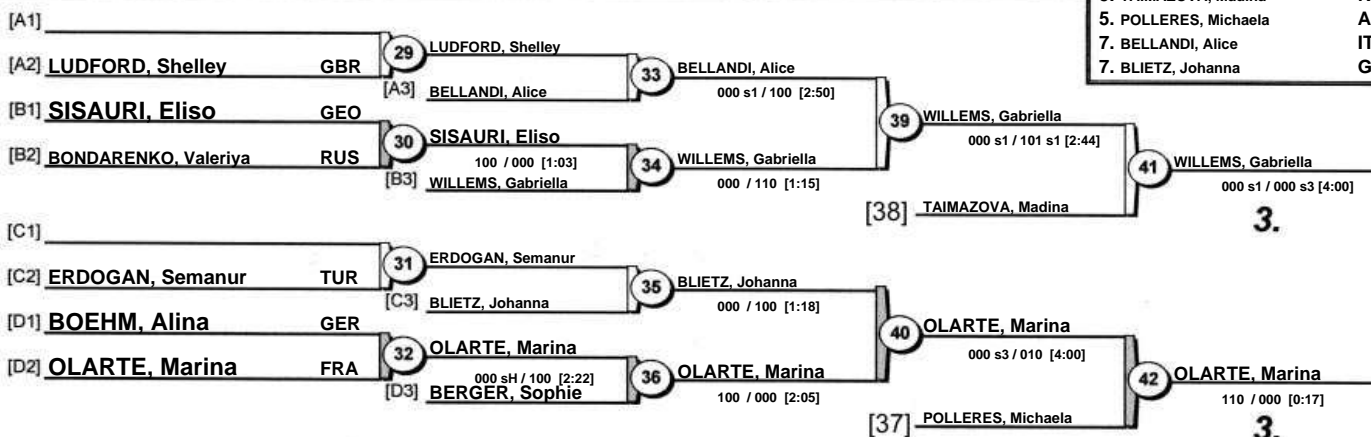 5. POLLERES, Michaela A
7. BELLANDI, Alice IT
7. BLIETZ, Johanna G
[A1]
[A2] LUDFORD, Shelley GBR
29
LUDFORD, Shelley
[A3] BELLANDI, Alice
33
BELLANDI, Alice
000 s1 / 100 [2:50]
[B1] SISAURI, Eliso GEO
[B2] BONDARENKO, Valeriya RUS
30
SISAURI, Eliso
100 / 000 [1:03]
[B3] WILLEMS, Gabriella
34
WILLEMS, Gabriella
000 / 110 [1:15]
39
WILLEMS, Gabriella
000 s1 / 101 s1 [2:44]
[38] TAIMAZOVA, Madina
41
WILLEMS, Gabriella
000 s1 / 000 s3 [4:00]
3.
[C1]
[C2] ERDOGAN, Semanur TUR
31
ERDOGAN, Semanur
[C3] BLIETZ, Johanna
35
BLIETZ, Johanna
000 / 100 [1:18]
[D1] BOEHM, Alina GER
[D2] OLARTE, Marina FRA
32
OLARTE, Marina
000 sH / 100 [2:22]
[D3] BERGER, Sophie
36
OLARTE, Marina
100 / 000 [2:05]
40
OLARTE, Marina
000 s3 / 010 [4:00]
[37] POLLERES, Michaela
42
OLARTE, Marina
110 / 000 [0:17]
3.